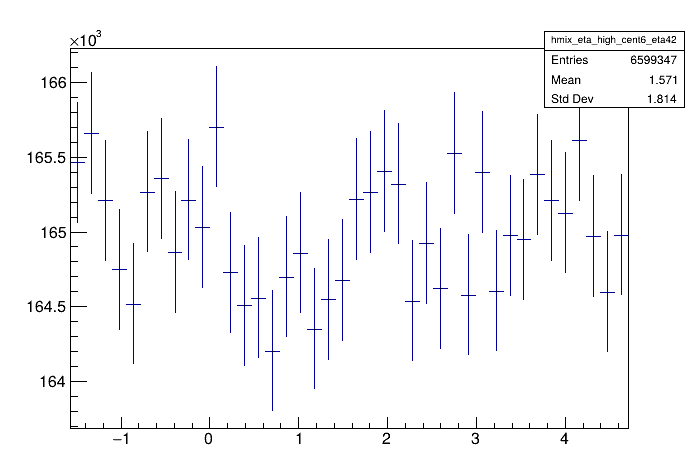 ×10³
hmix_eta_high_cent6_eta42
Entries 6599347
Mean 1.571
Std Dev 1.814
166
165.5
165
164.5
164
−1 0 1 2 3 4